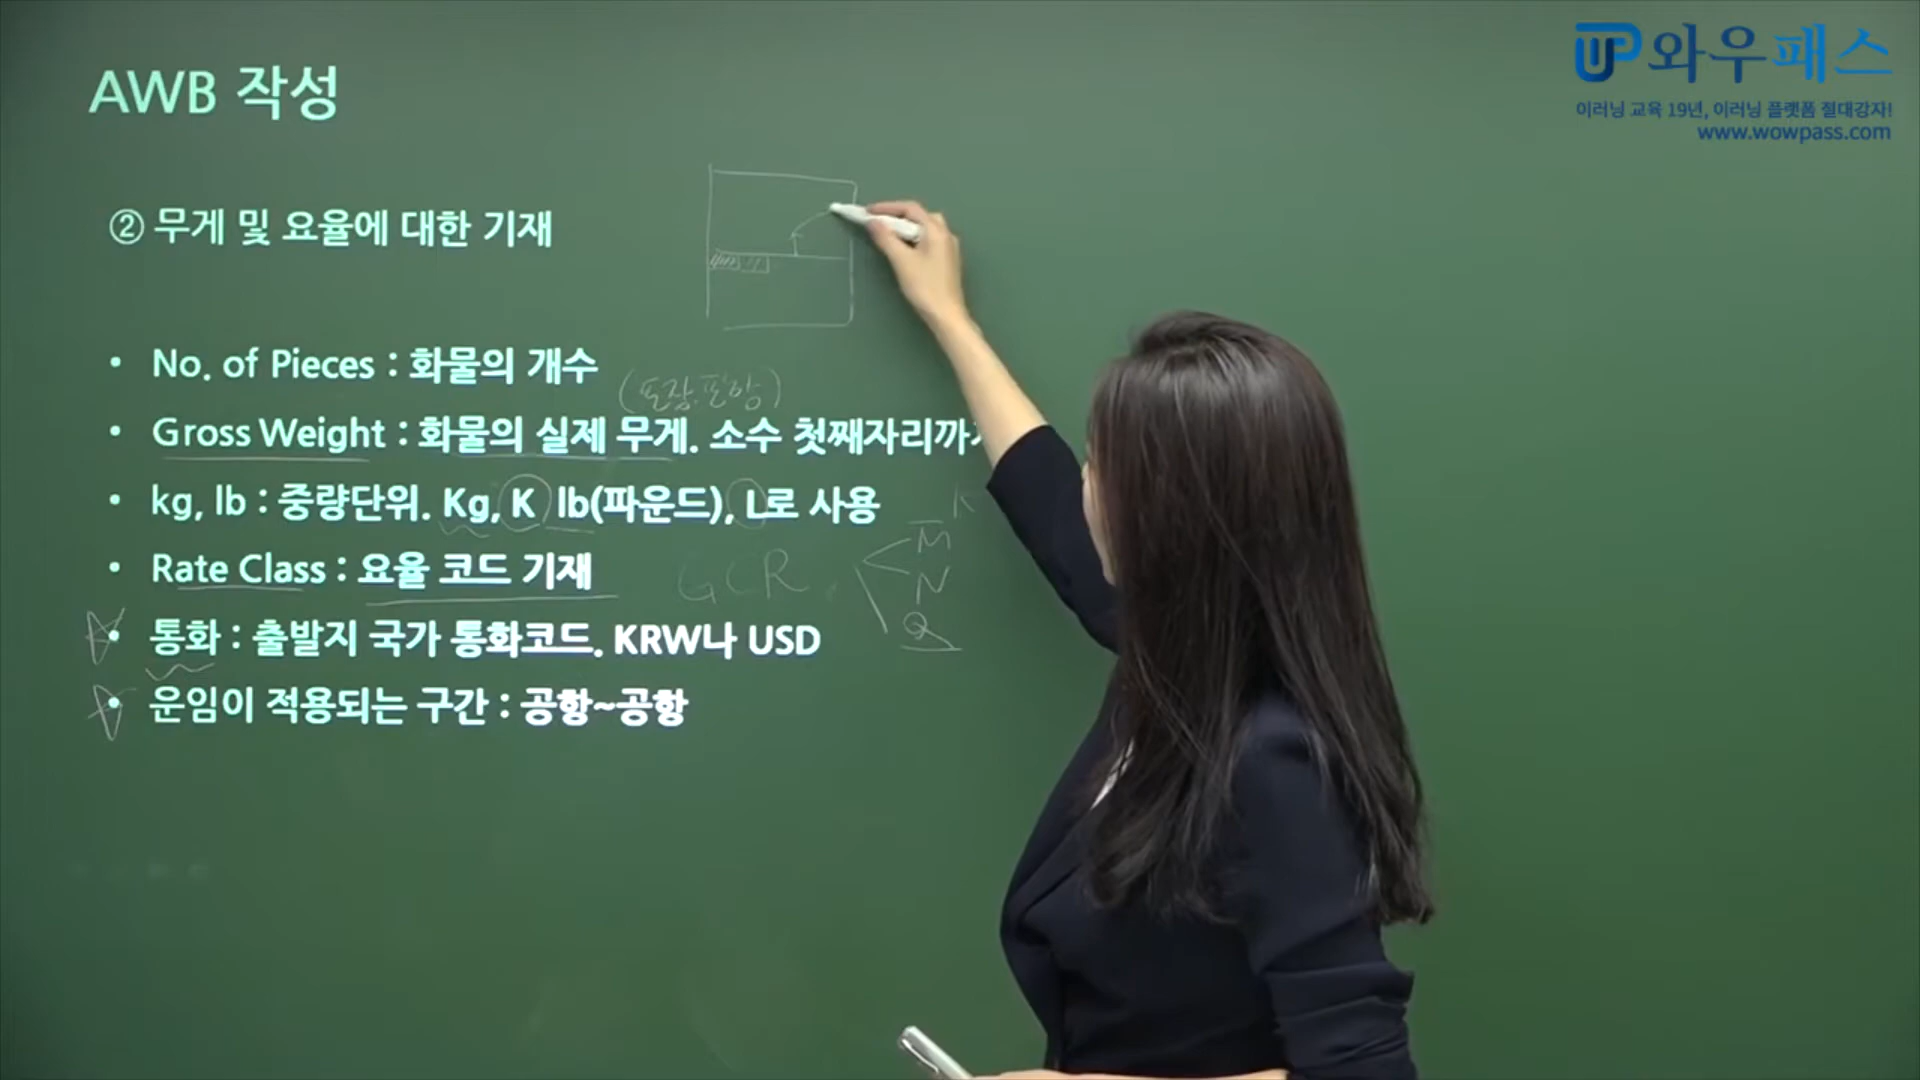 AWB 작성
와우패스
이러닝 교육 19년, 이러닝 플랫폼 절대강자!
www.wowpass.com
② 무게 및 요율에 대한 기재
• No. of Pieces : 화물의 개수
(포장.포함)
• Gross Weight : 화물의 실제 무게. 소수 첫째자리까
• kg, lb : 중량단위. Kg, K lb(파운드), L로 사용
K
M
• Rate Class : 요율 코드 기재
GCR
N
Q
• 통화 : 출발지 국가 통화코드. KRW나 USD
• 운임이 적용되는 구간 : 공항~공항